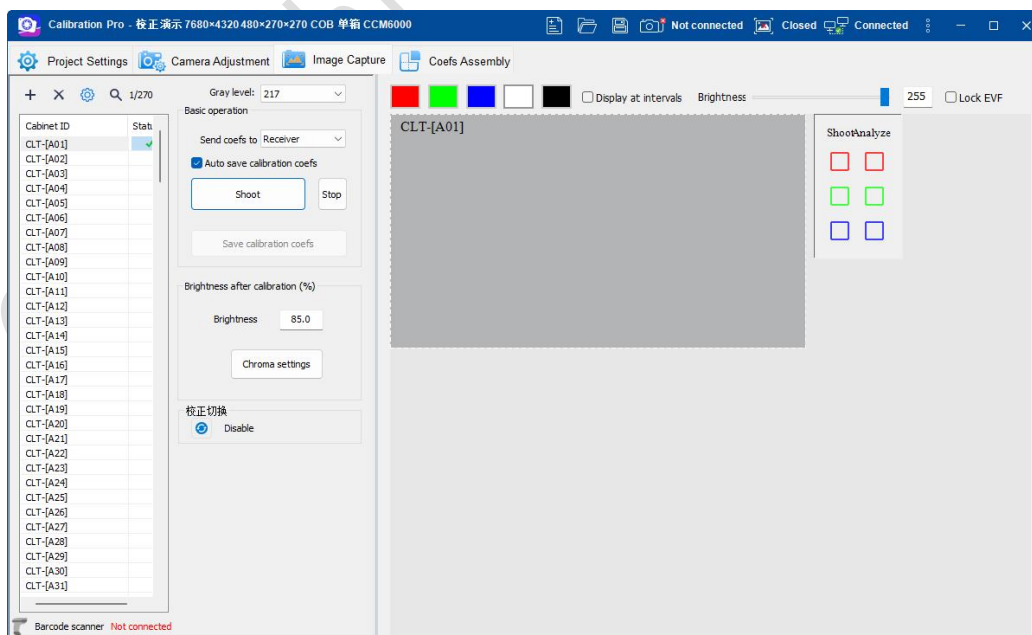 Calibration Pro - 校正演示 7680×4320 480×270×270 COB 单箱 CCM6000 Not connected Closed Connected
Project Settings Camera Adjustment Image Capture Coefs Assembly
1/270 Gray level: 217 Display at intervals Brightness 255 Lock EVF
Basic operation
Cabinet ID Stat
CLT-[A01]
CLT-[A02]
CLT-[A03]
CLT-[A04]
CLT-[A05]
CLT-[A06]
CLT-[A07]
CLT-[A08]
CLT-[A09]
CLT-[A10]
CLT-[A11]
CLT-[A12]
CLT-[A13]
CLT-[A14]
CLT-[A15]
CLT-[A16]
CLT-[A17]
CLT-[A18]
CLT-[A19]
CLT-[A20]
CLT-[A21]
CLT-[A22]
CLT-[A23]
CLT-[A24]
CLT-[A25]
CLT-[A26]
CLT-[A27]
CLT-[A28]
CLT-[A29]
CLT-[A30]
CLT-[A31]
Send coefs to Receiver
Auto save calibration coefs
Shoot Stop
Save calibration coefs
Brightness after calibration (%)
Brightness 85.0
Chroma settings
校正切换
Disable
CLT-[A01]
Shoot Analyze
Barcode scanner Not connected